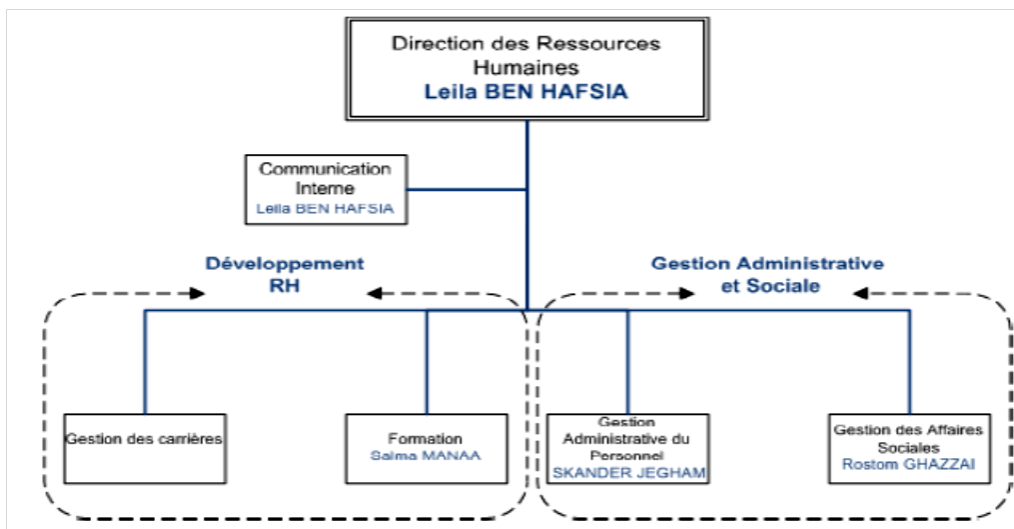 Direction des Ressources
Humaines
Leila BEN HAFSIA
Communication
Interne
Leila BEN HAFSIA
Développement
RH
Gestion Administrative
et Sociale
Gestion des carrières
Formation
Salma MANAA
Gestion
Administrative du
Personnel
SKANDER JEGHAM
Gestion des Affaires
Sociales
Rostom GHAZZAI